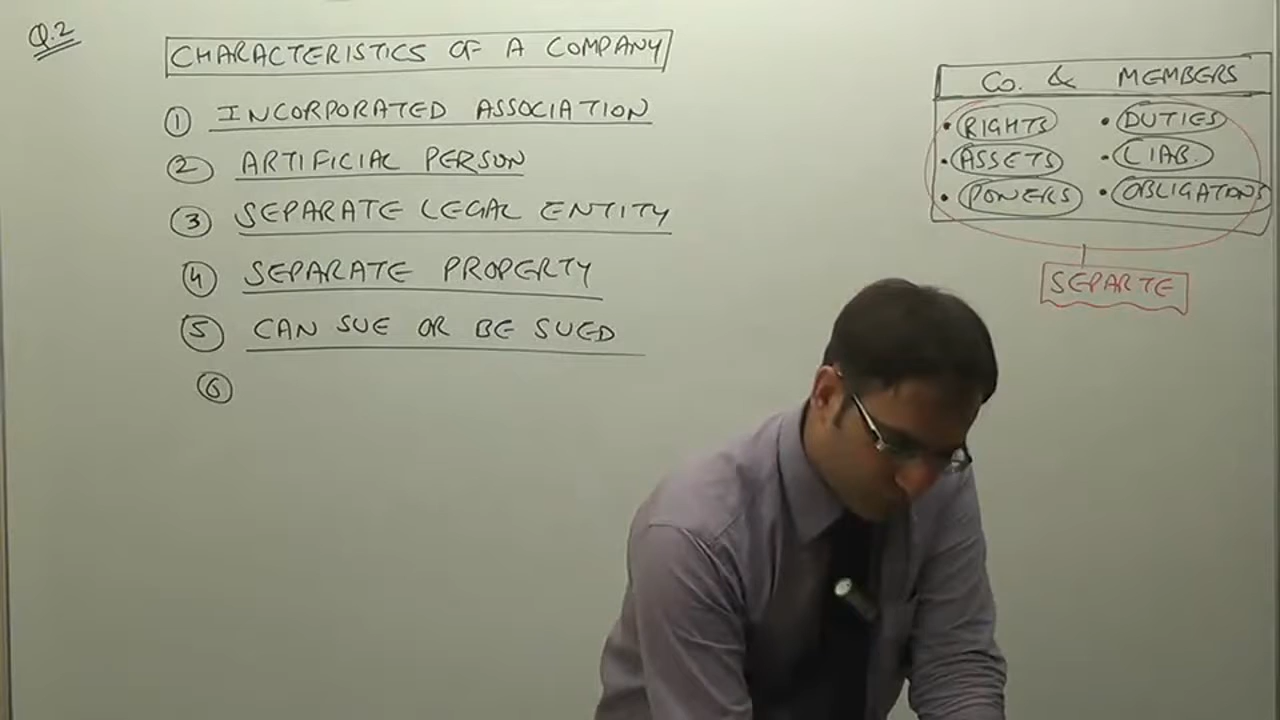 Q.2
CHARACTERISTICS OF A COMPANY
① INCORPORATED ASSOCIATION
② ARTIFICIAL PERSON
③ SEPARATE LEGAL ENTITY
④ SEPARATE PROPERTY
⑤ CAN SUE OR BE SUED
⑥
CO. & MEMBERS
• RIGHTS • DUTIES
• ASSETS • LIAB.
• POWERS • OBLIGATIONS
SEPARTE